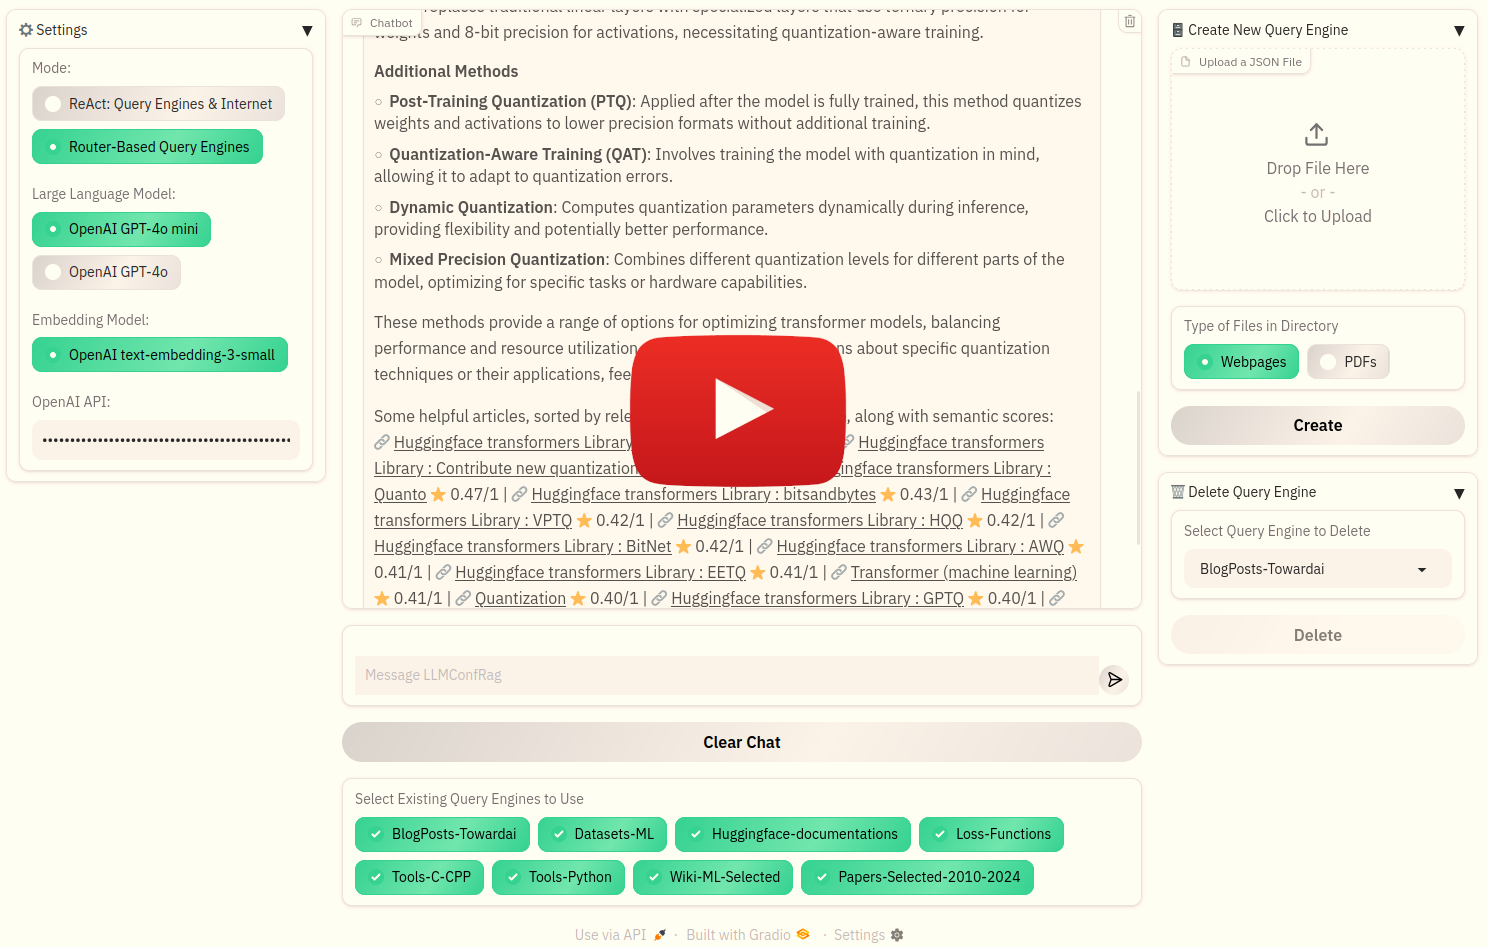 Settings
Mode:
ReAct: Query Engines & Internet
Router-Based Query Engines
Large Language Model:
OpenAI GPT-4o mini
OpenAI GPT-4o
Embedding Model:
OpenAI text-embedding-3-small
OpenAI API:
Chatbot
weights and 8-bit precision for activations, necessitating quantization-aware training.
Additional Methods
Post-Training Quantization (PTQ): Applied after the model is fully trained, this method quantizes
weights and activations to lower precision formats without additional training.
Quantization-Aware Training (QAT): Involves training the model with quantization in mind,
allowing it to adapt to quantization errors.
Dynamic Quantization: Computes quantization parameters dynamically during inference,
providing flexibility and potentially better performance.
Mixed Precision Quantization: Combines different quantization levels for different parts of the
model, optimizing for specific tasks or hardware capabilities.
These methods provide a range of options for optimizing transformer models, balancing
performance and resource utilization about specific quantization
techniques or their applications,
Some helpful articles, sorted by along with semantic scores:
Huggingface transformers Library Huggingface transformers
Library : Contribute new transformers Library :
Quanto ⭐ 0.47/1 | Huggingface transformers Library : bitsandbytes ⭐ 0.43/1 | Huggingface
transformers Library : VPTQ ⭐ 0.42/1 | Huggingface transformers Library : HQQ ⭐ 0.42/1 |
Huggingface transformers Library : BitNet ⭐ 0.42/1 | Huggingface transformers Library : AWQ ⭐
0.41/1 | Huggingface transformers Library : EETQ ⭐ 0.41/1 | Transformer (machine learning)
⭐ 0.41/1 | Quantization ⭐ 0.40/1 | Huggingface transformers Library : GPTQ ⭐ 0.40/1 |
Message LLMConfRag
Clear Chat
Select Existing Query Engines to Use
BlogPosts-Towardai
Datasets-ML
Huggingface-documentations
Loss-Functions
Tools-C-CPP
Tools-Python
Wiki-ML-Selected
Papers-Selected-2010-2024
Use via API · Built with Gradio · Settings
Create New Query Engine
Upload a JSON File
Drop File Here
- or -
Click to Upload
Type of Files in Directory
Webpages
PDFs
Create
Delete Query Engine
Select Query Engine to Delete
BlogPosts-Towardai
Delete